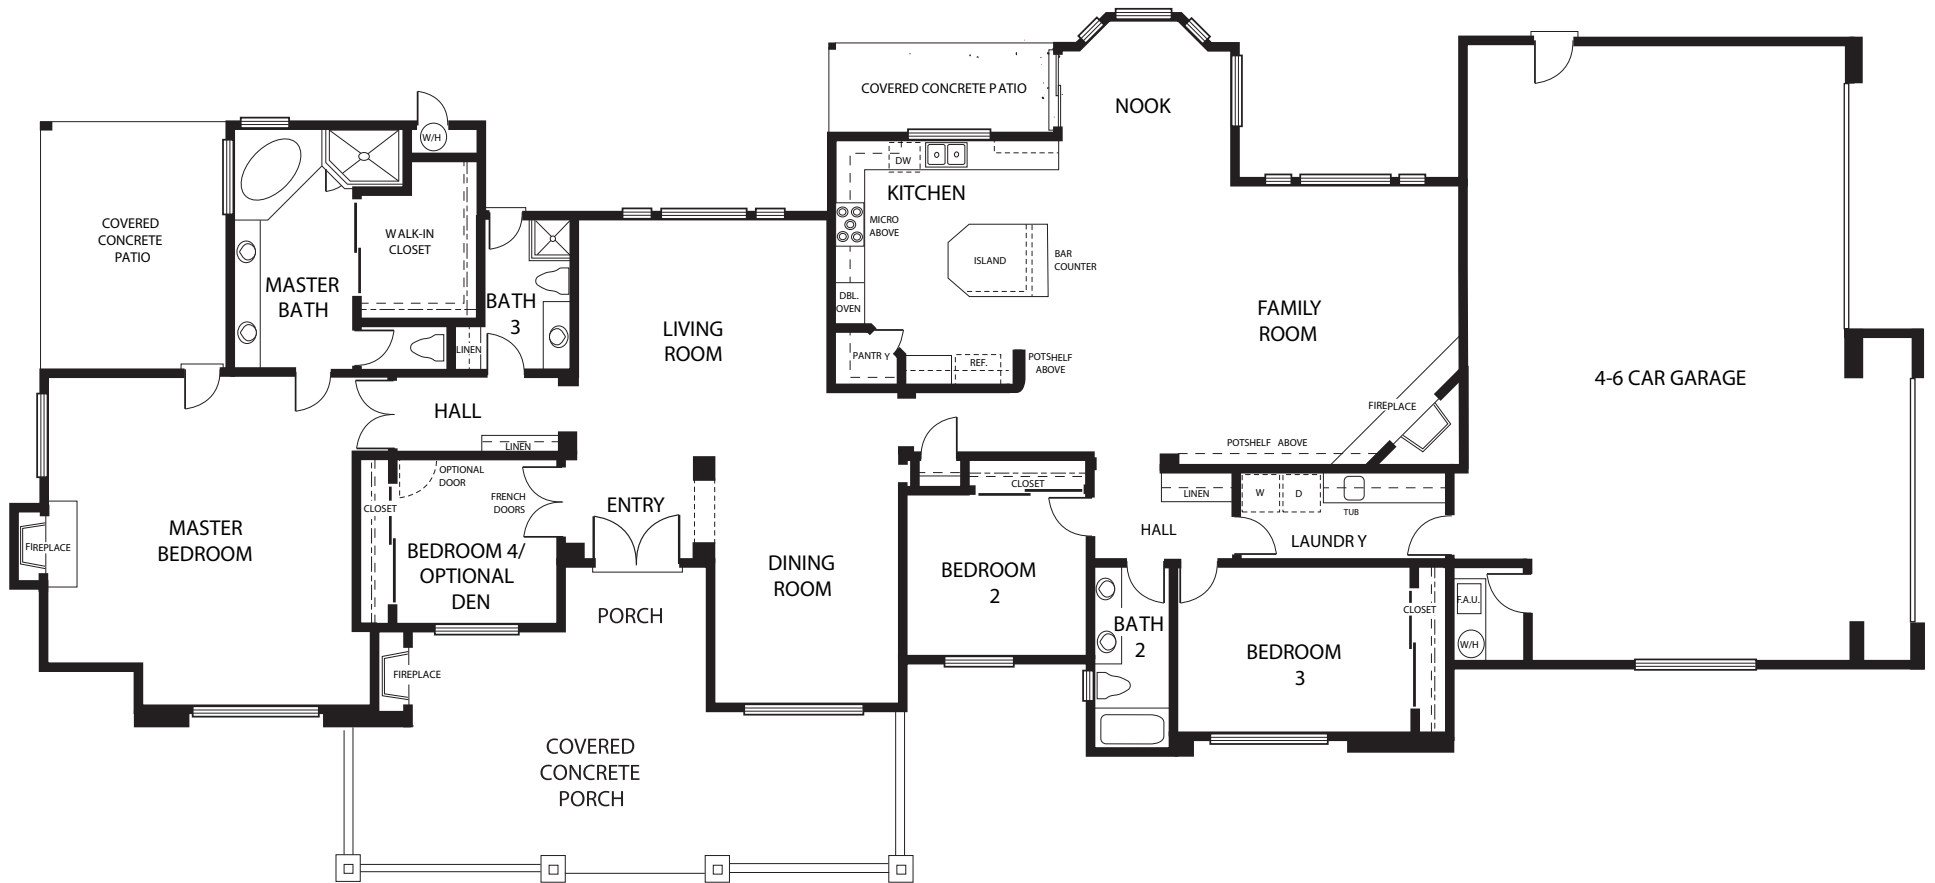 COVERED
CONCRETE
PATIO
W/H
MASTER
BATH
WALK-IN
CLOSET
BATH
3
LINEN
HALL
LINEN
LIVING
ROOM
COVERED CONCRETE PATIO
NOOK
DW
KITCHEN
MICRO
ABOVE
DBL.
OVEN
ISLAND
BAR
COUNTER
PANTRY
REF.
POTSHELF
ABOVE
FAMILY
ROOM
FIREPLACE
POTSHELF ABOVE
4-6 CAR GARAGE
FIREPLACE
MASTER
BEDROOM
CLOSET
OPTIONAL
DOOR
FRENCH
DOORS
BEDROOM 4/
OPTIONAL
DEN
ENTRY
PORCH
FIREPLACE
COVERED
CONCRETE
PORCH
DINING
ROOM
CLOSET
BEDROOM
2
HALL
LINEN
W
D
TUB
LAUNDRY
BATH
2
BEDROOM
3
CLOSET
F.A.U.
W/H